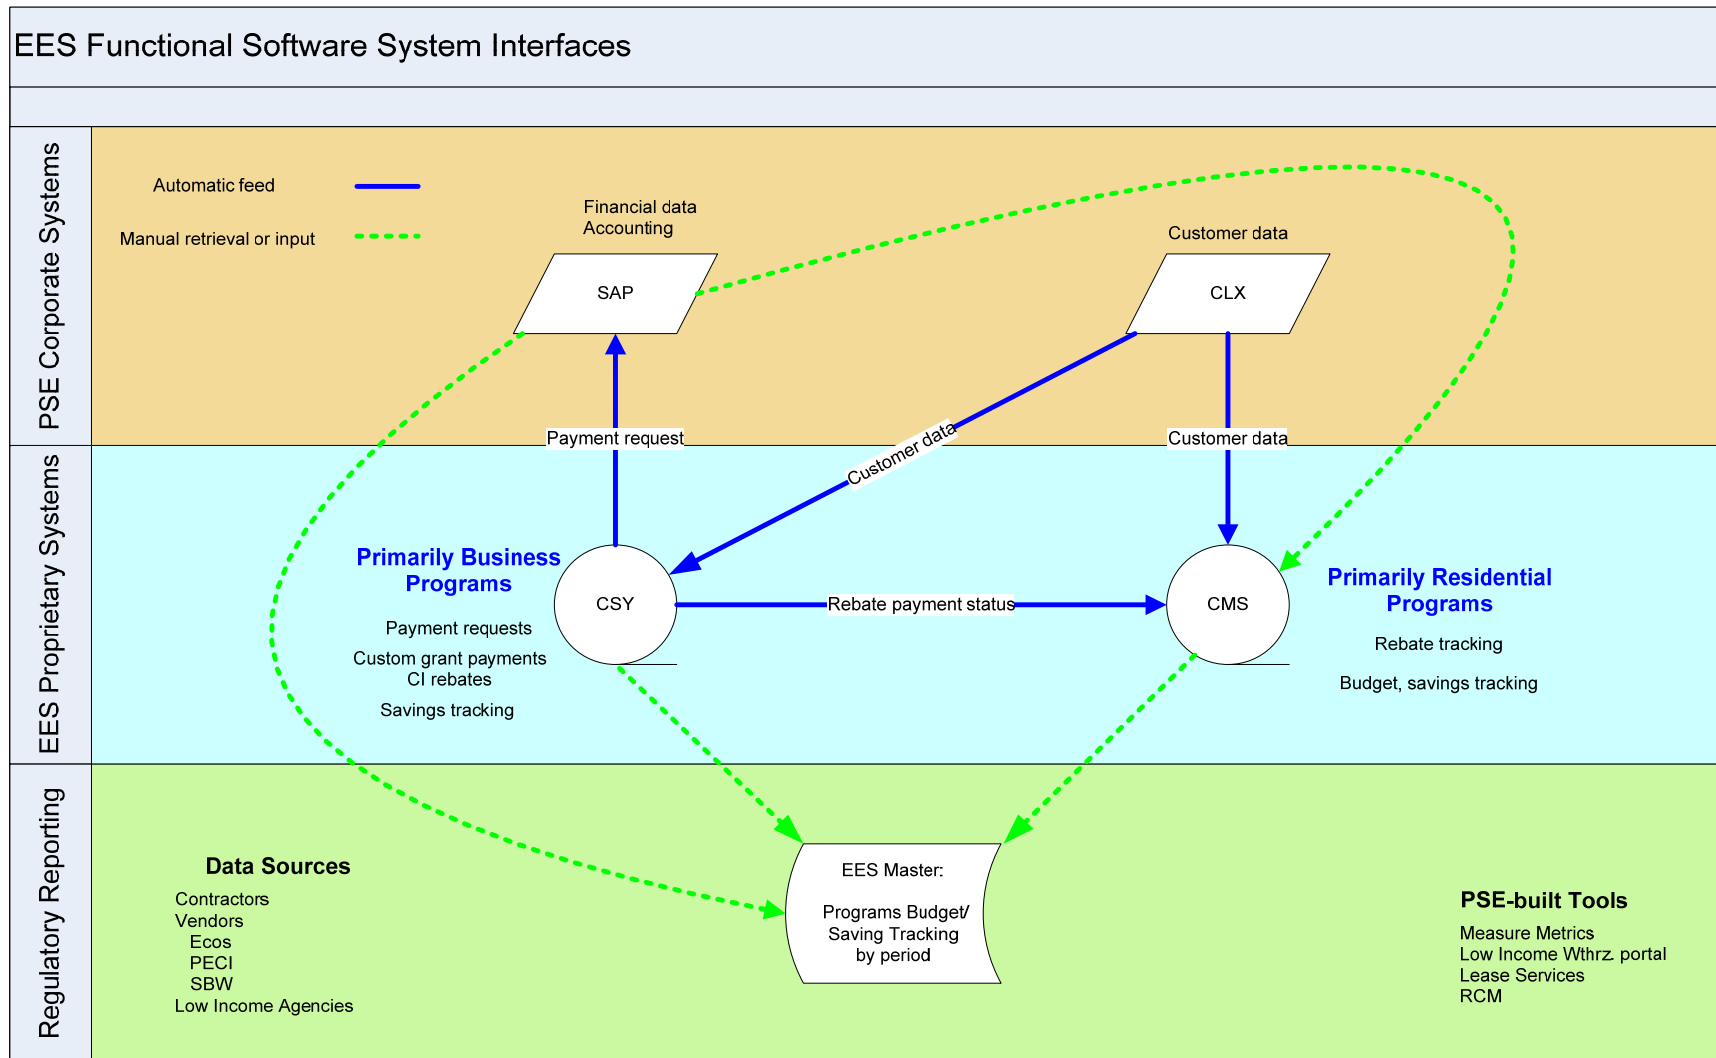 EES Functional Software System Interfaces
PSE Corporate Systems
Automatic feed
Manual retrieval or input
Financial data
Accounting
Customer data
SAP
CLX
Payment request
Customer data
Customer data
EES Proprietary Systems
Primarily Business
Programs
Payment requests
Custom grant payments
CI rebates
Savings tracking
CSY
Rebate payment status
CMS
Primarily Residential
Programs
Rebate tracking
Budget, savings tracking
Regulatory Reporting
Data Sources
Contractors
Vendors
Ecos
PECI
SBW
Low Income Agencies
EES Master:
Programs Budget/
Saving Tracking
by period
PSE-built Tools
Measure Metrics
Low Income Wthrz. portal
Lease Services
RCM